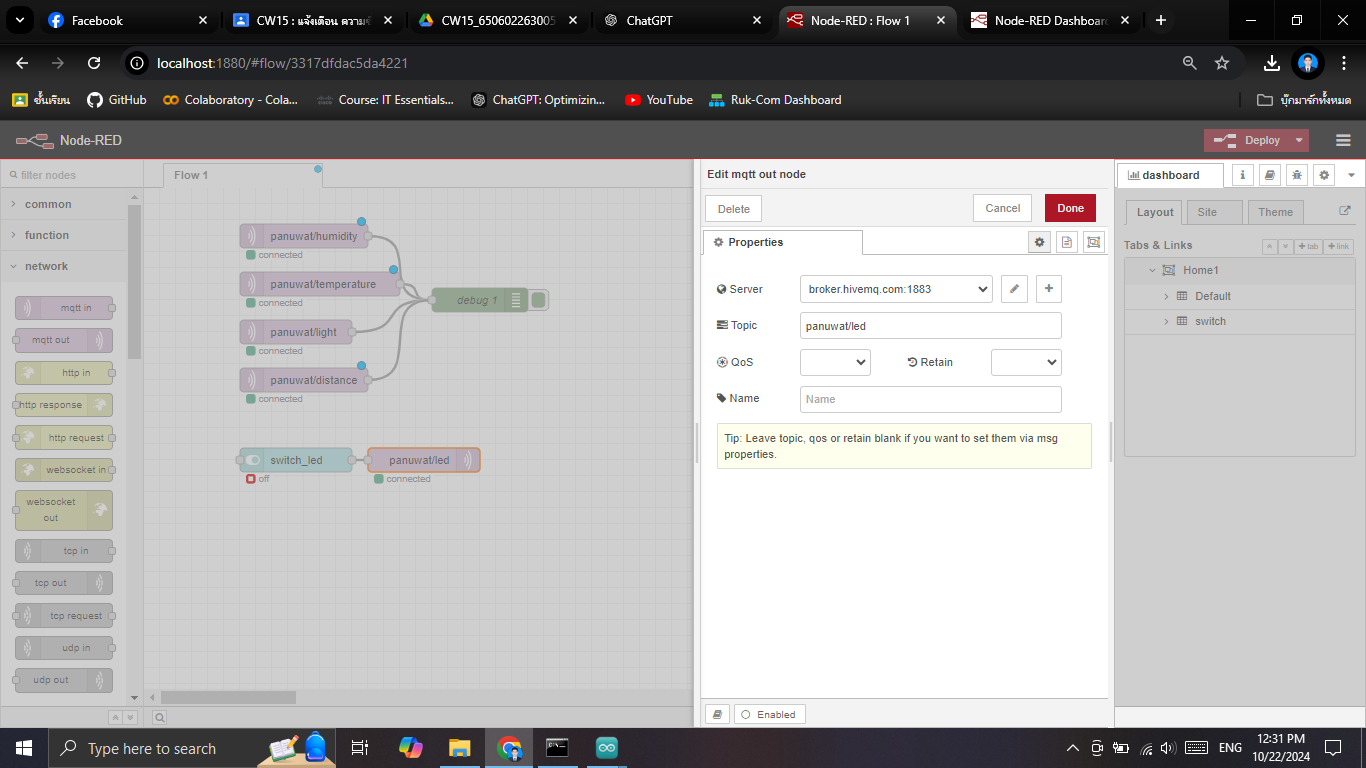 Facebook
CW15 : แจ้งเตือน ความชื้
CW15_650602263005
ChatGPT
Node-RED : Flow 1
Node-RED Dashboard
localhost:1880/#flow/3317dfdac5da4221
ชั้นเรียน
GitHub
Colaboratory - Cola...
Course: IT Essentials...
ChatGPT: Optimizin...
YouTube
Ruk-Com Dashboard
บุ๊กมาร์กทั้งหมด
Node-RED
Deploy
filter nodes
common
function
network
mqtt in
mqtt out
http in
http response
http request
websocket in
websocket
out
tcp in
tcp out
tcp request
udp in
udp out
Flow 1
panuwat/humidity
connected
panuwat/temperature
connected
debug 1
panuwat/light
connected
panuwat/distance
connected
switch_led
off
panuwat/led
connected
Edit mqtt out node
Delete
Cancel
Done
Properties
Server
broker.hivemq.com:1883
Topic
panuwat/led
QoS
Retain
Name
Name
Tip: Leave topic, qos or retain blank if you want to set them via msg
properties.
Enabled
dashboard
Layout
Site
Theme
Tabs & Links
tab
link
Home1
Default
switch
Type here to search
ENG
12:31 PM
10/22/2024